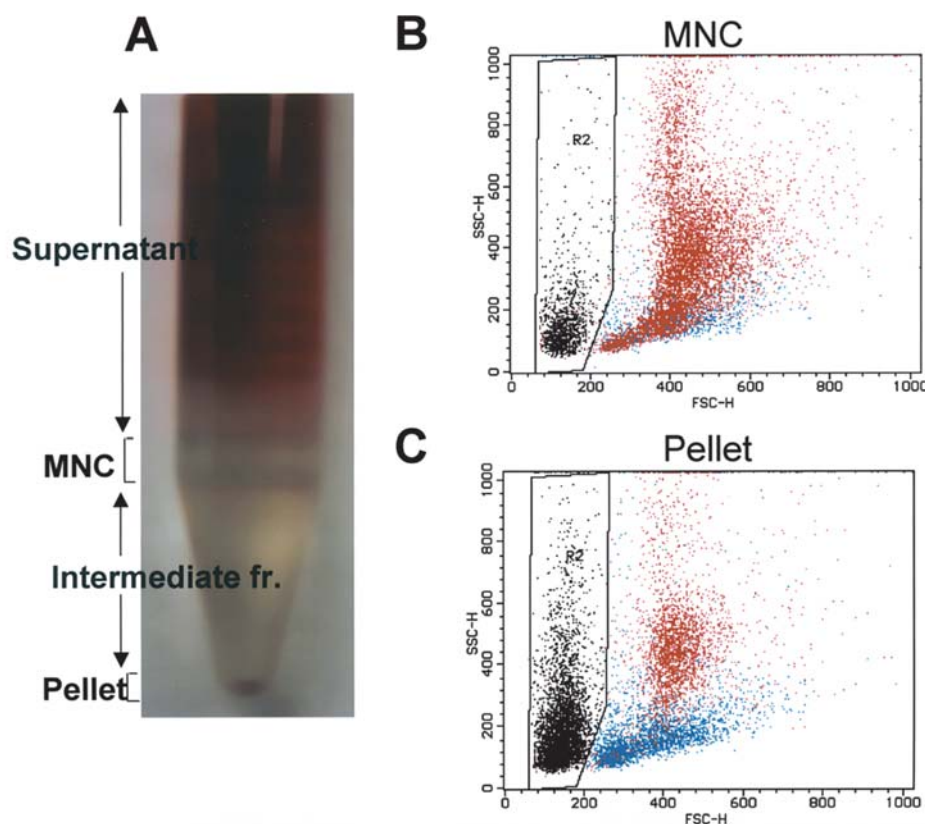 A
Supernatant
MNC
Intermediate fr.
Pellet
B
MNC
1000
800
600
400
200
0
SSC-H
R2
0 200 400 600 800 1000
FSC-H
C
Pellet
1000
800
600
400
200
0
SSC-H
R2
0 200 400 600 800 1000
FSC-H